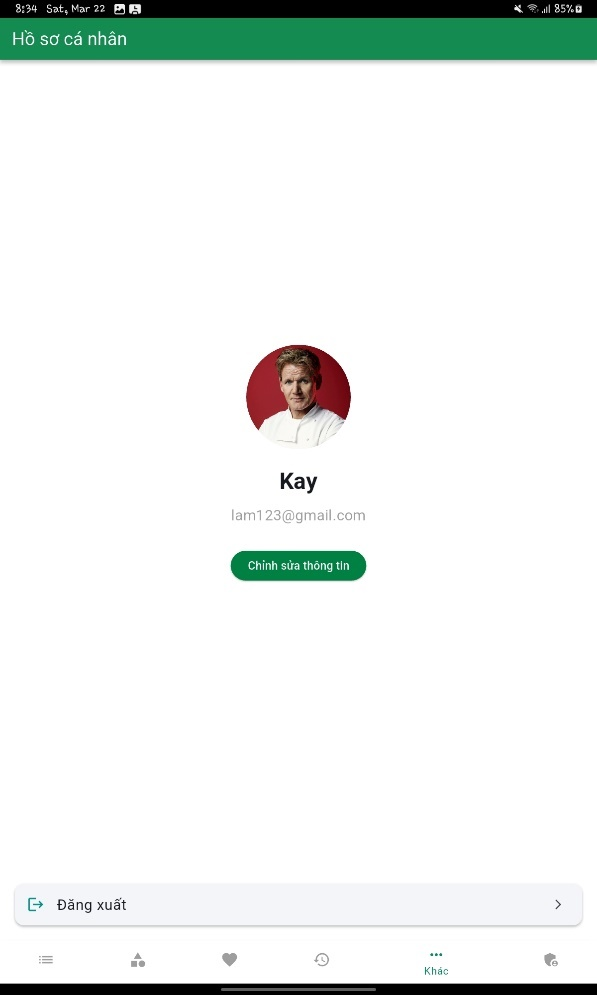 8:34 Sat, Mar 22 85%
Hồ sơ cá nhân
Kay
lam123@gmail.com
Chỉnh sửa thông tin
Đăng xuất
Khác